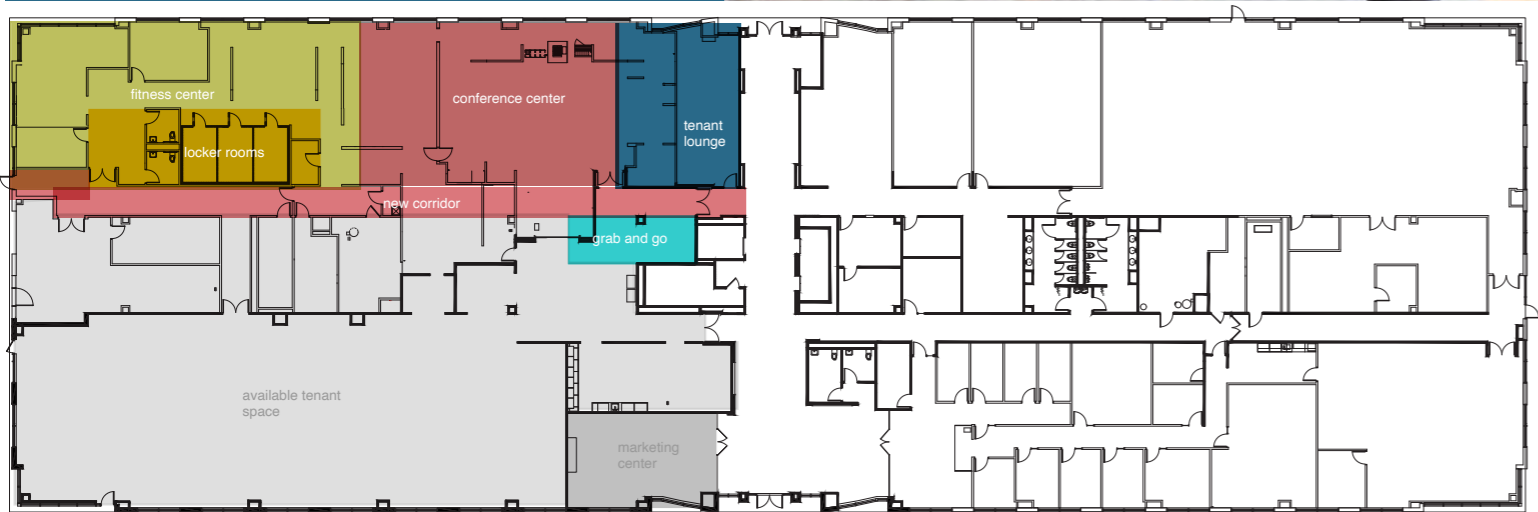 fitness center
conference center
tenant
lounge
locker rooms
new corridor
grab and go
available tenant
space
marketing
center